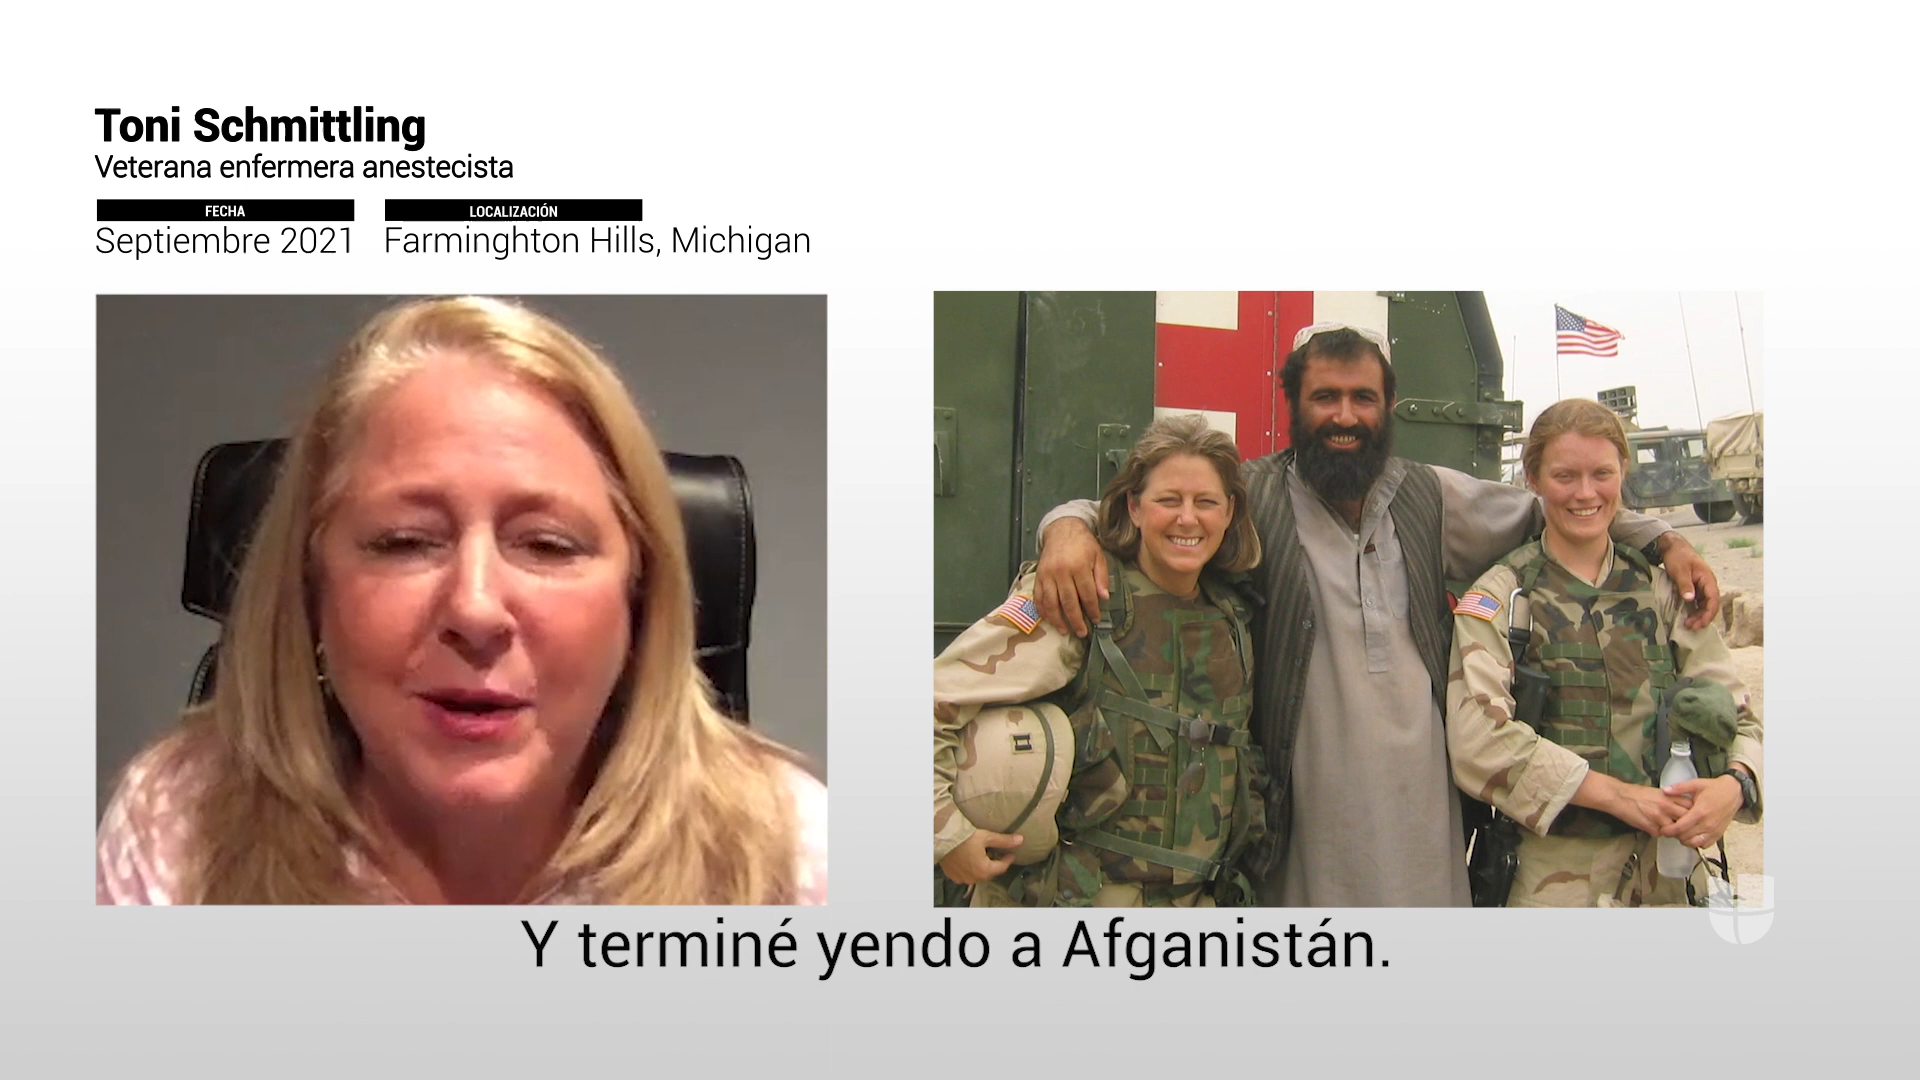 Toni Schmittling
Veterana enfermera anestecista
FECHA
Septiembre 2021
LOCALIZACIÓN
Farminghton Hills, Michigan
Y terminé yendo a Afganistán.